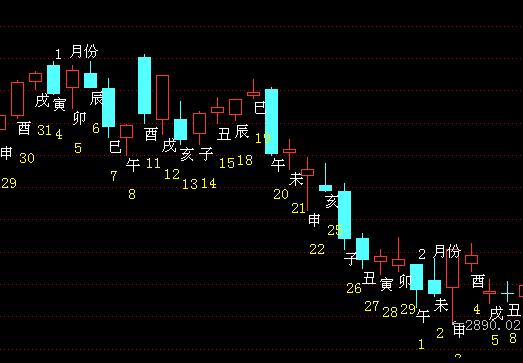 1 月份
戌 寅 辰
酉 31 4 卯 6 巳
申 30 5 巳 午 酉 戌 亥 子 丑 辰 19
29 7 8 11 12 13 14 15 18 午 未
20 21 申 亥
22 25
2 月份
子 丑 寅 卯 酉
26 27 28 29 午 未 申 4 戌 丑
2890.02
1 2 5 8